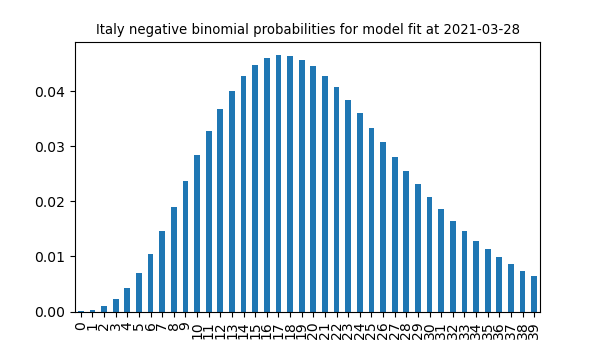 Italy negative binomial probabilities for model fit at 2021-03-28
0.04
0.03
0.02
0.01
0.00
0 1 2 3 4 5 6 7 8 9 10 11 12 13 14 15 16 17 18 19 20 21 22 23 24 25 26 27 28 29 30 31 32 33 34 35 36 37 38 39